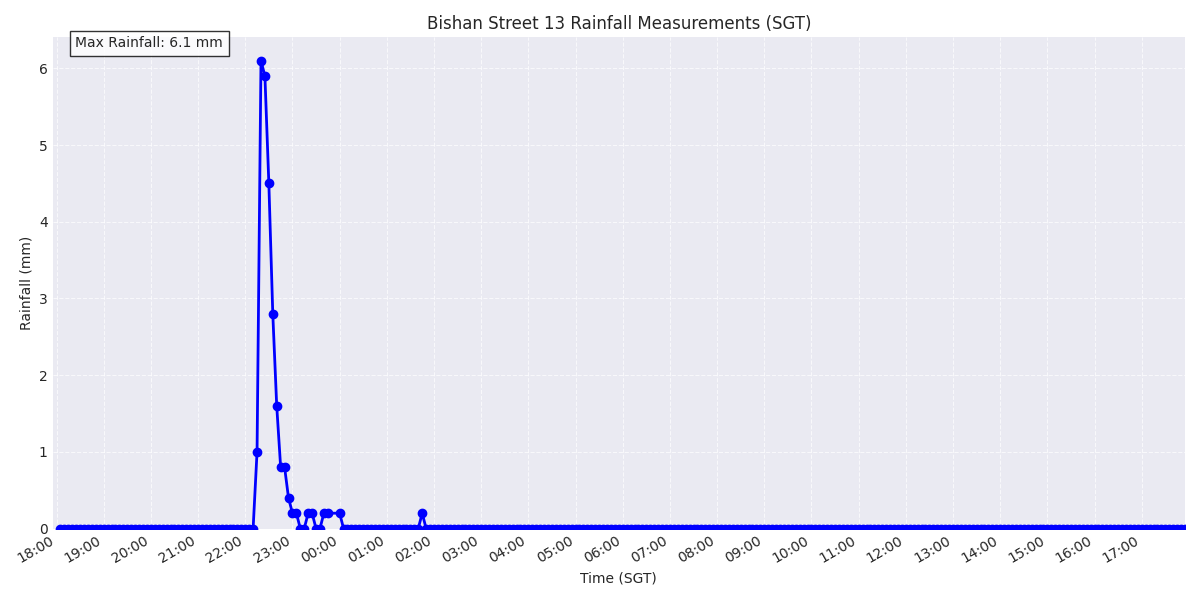 Bishan Street 13 Rainfall Measurements (SGT)
Max Rainfall: 6.1 mm
Rainfall (mm)
6
5
4
3
2
1
0
18:00 19:00 20:00 21:00 22:00 23:00 00:00 01:00 02:00 03:00 04:00 05:00 06:00 07:00 08:00 09:00 10:00 11:00 12:00 13:00 14:00 15:00 16:00 17:00
Time (SGT)